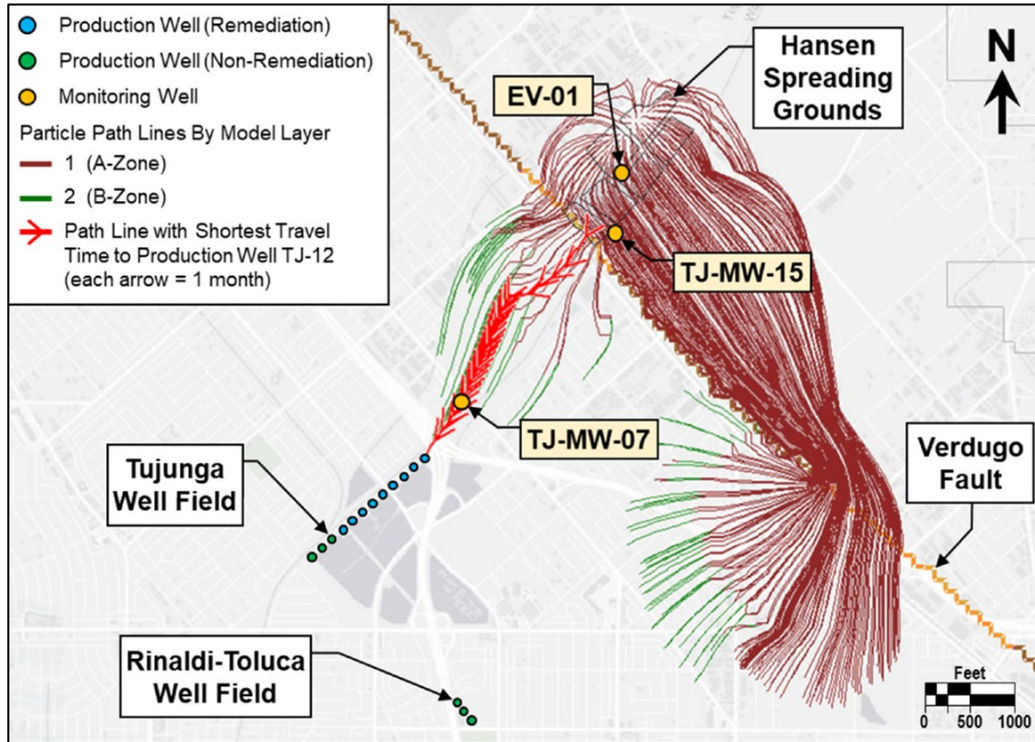 Production Well (Remediation)
Production Well (Non-Remediation)
Monitoring Well
Particle Path Lines By Model Layer
1 (A-Zone)
2 (B-Zone)
Path Line with Shortest Travel
Time to Production Well TJ-12
(each arrow = 1 month)
Hansen
Spreading
Grounds
N
EV-01
TJ-MW-15
TJ-MW-07
Tujunga
Well Field
Verdugo
Fault
Rinaldi-Toluca
Well Field
Feet
0 500 1000